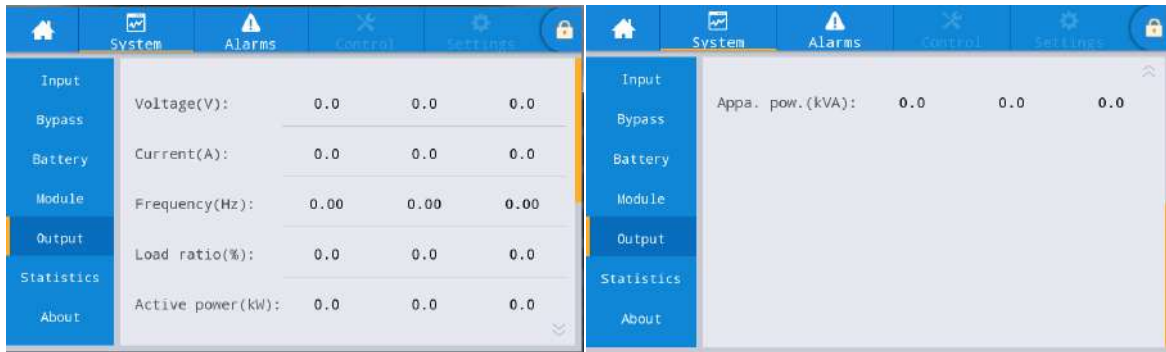 System Alarms Control Settings
Input
Bypass
Battery
Module
Output
Statistics
About
Voltage(V): 0.0 0.0 0.0
Current(A): 0.0 0.0 0.0
Frequency(Hz): 0.00 0.00 0.00
Load ratio(%): 0.0 0.0 0.0
Active power(kW): 0.0 0.0 0.0
System Alarms Control Settings
Input
Bypass
Battery
Module
Output
Statistics
About
Appa. pow.(kVA): 0.0 0.0 0.0